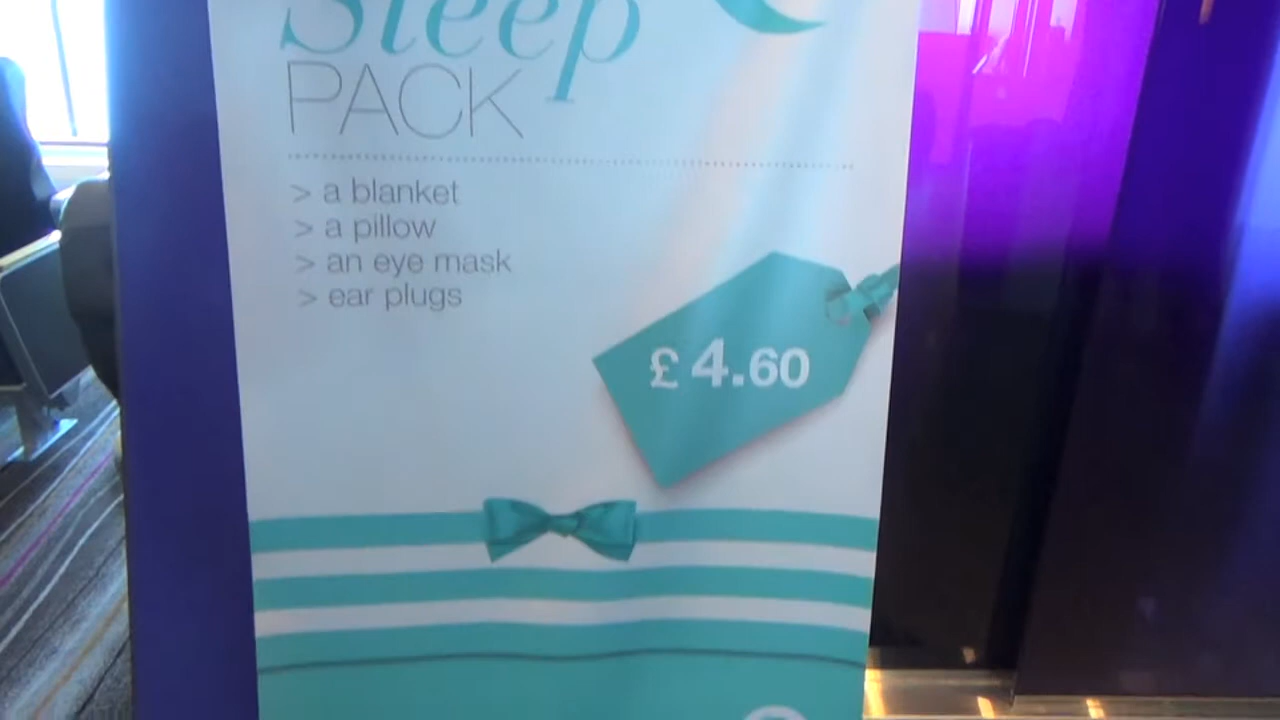 Sleep
PACK
> a blanket
> a pillow
> an eye mask
> ear plugs
£ 4.60